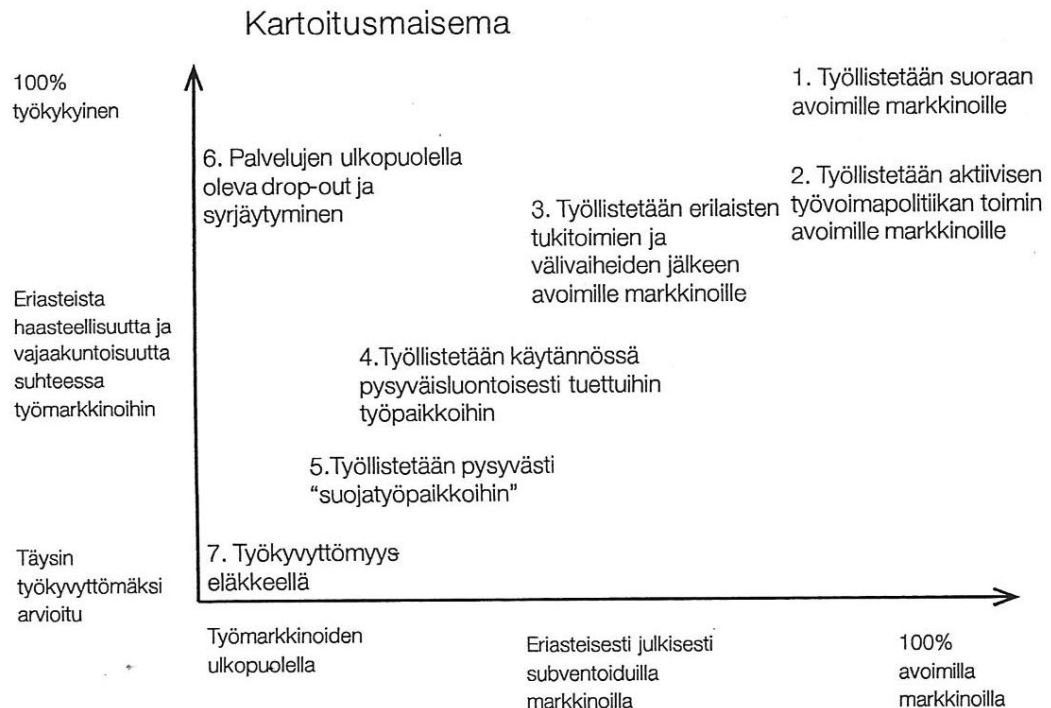 Kartoitusmaisema
100%
työkykyinen
1. Työllistetään suoraan
avoimille markkinoille
6. Palvelujen ulkopuolella
oleva drop-out ja
syrjäytyminen
2. Työllistetään aktiivisen
työvoimapolitiikan toimin
avoimille markkinoille
3. Työllistetään erilaisten
tukitoimien ja
välivaiheiden jälkeen
avoimille markkinoille
Eriasteista
haasteellisuutta ja
vajaakuntoisuutta
suhteessa
työmarkkinoihin
4.Työllistetään käytännössä
pysyväisluontoisesti tuettuihin
työpaikkoihin
5.Työllistetään pysyvästi
“suojatyöpaikkoihin”
Täysin
työkyvyttömäksi
arvioitu
7. Työkyvyttömyys
eläkkeellä
Työmarkkinoiden
ulkopuolella
Eriasteisesti julkisesti
subventoiduilla
markkinoilla
100%
avoimilla
markkinoilla